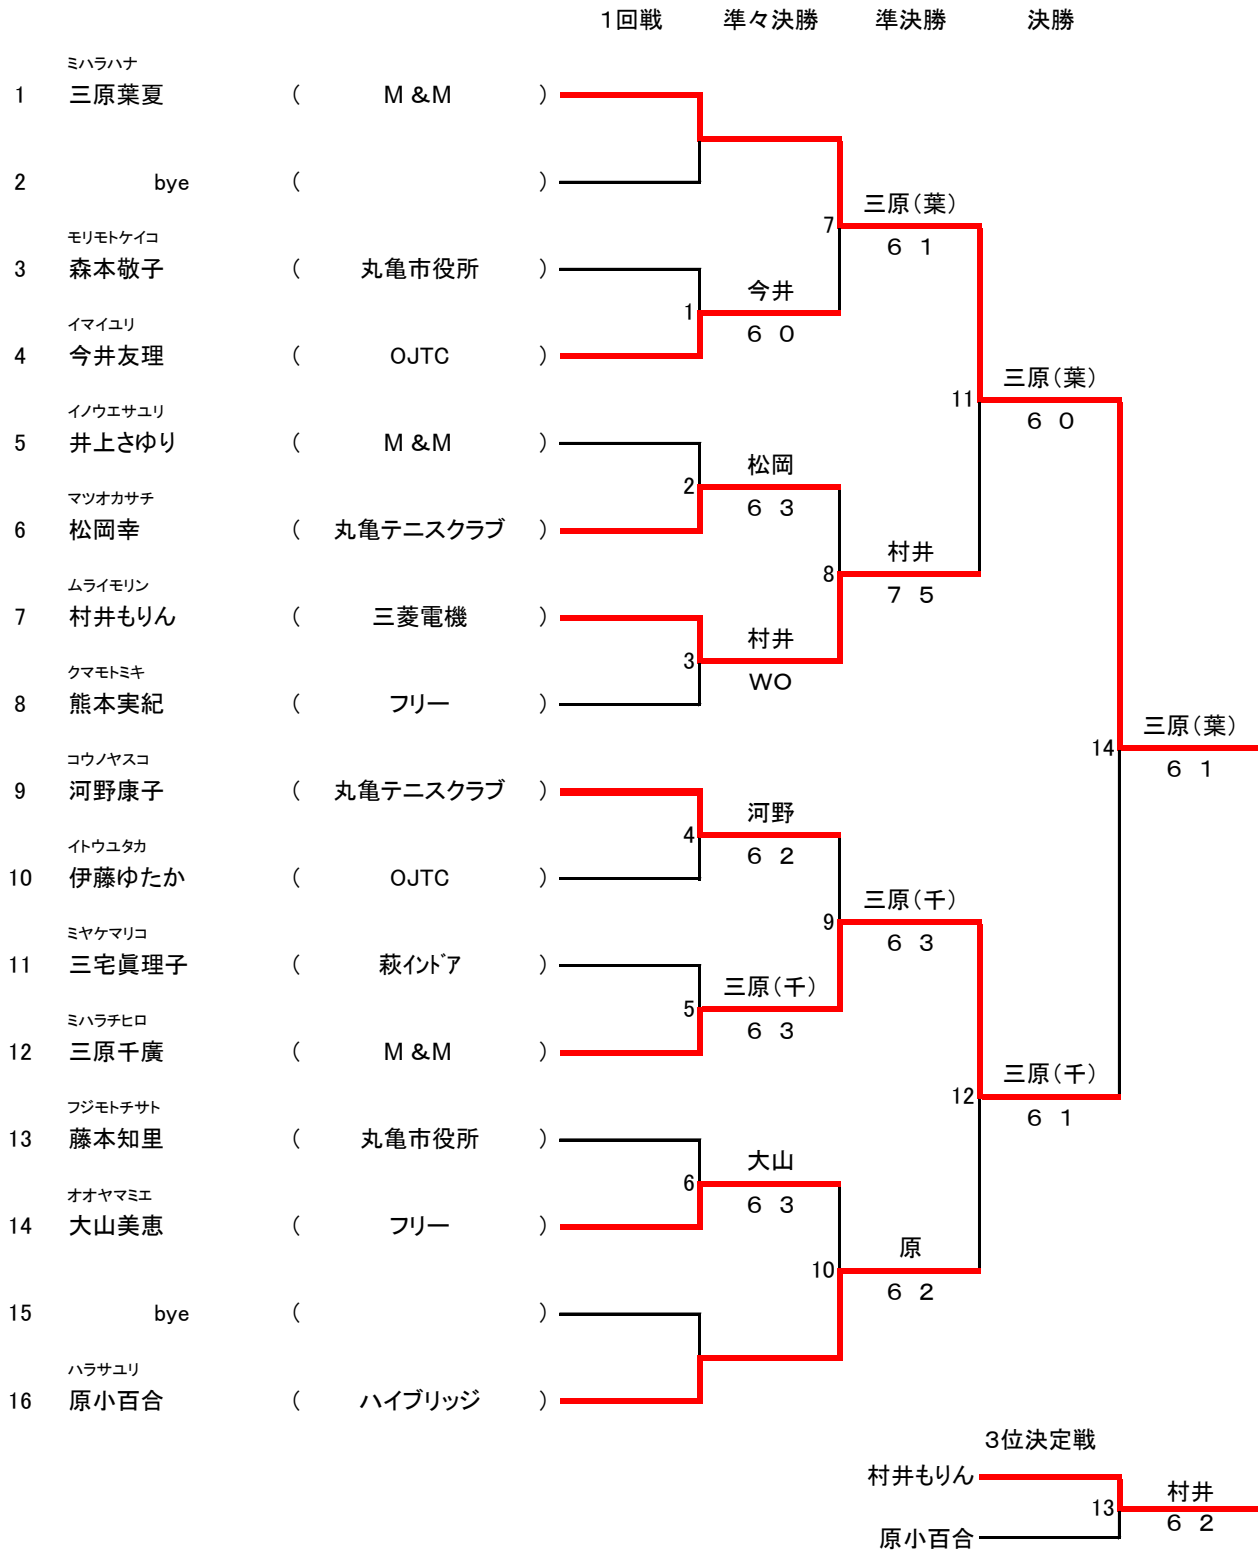 1回戦 準々決勝 準決勝 決勝
ミハラハナ
1 三原葉夏 ( M &M )
2 bye ( )
三原(葉)
7
6 1
モリモトケイコ
3 森本敬子 ( 丸亀市役所 )
今井
1
6 0
イマイユリ
4 今井友理 ( OJTC )
三原(葉)
11
6 0
イノウエサユリ
5 井上さゆり ( M &M )
松岡
2
6 3
マツオカサチ
6 松岡幸 ( 丸亀テニスクラブ )
村井
8
7 5
ムライモリン
7 村井もりん ( 三菱電機 )
村井
3
WO
クマモトミキ
8 熊本実紀 ( フリー )
三原(葉)
14
6 1
コウノヤスコ
9 河野康子 ( 丸亀テニスクラブ )
河野
4
6 2
イトウユタカ
10 伊藤ゆたか ( OJTC )
三原(千)
9
6 3
ミヤケマリコ
11 三宅眞理子 ( 萩インドア )
三原(千)
5
6 3
ミハラチヒロ
12 三原千廣 ( M &M )
三原(千)
12
6 1
フジモトチサト
13 藤本知里 ( 丸亀市役所 )
大山
6
6 3
オオヤマミエ
14 大山美恵 ( フリー )
原
10
6 2
15 bye ( )
ハラサユリ
16 原小百合 ( ハイブリッジ )
3位決定戦
村井もりん
村井
13
6 2
原小百合